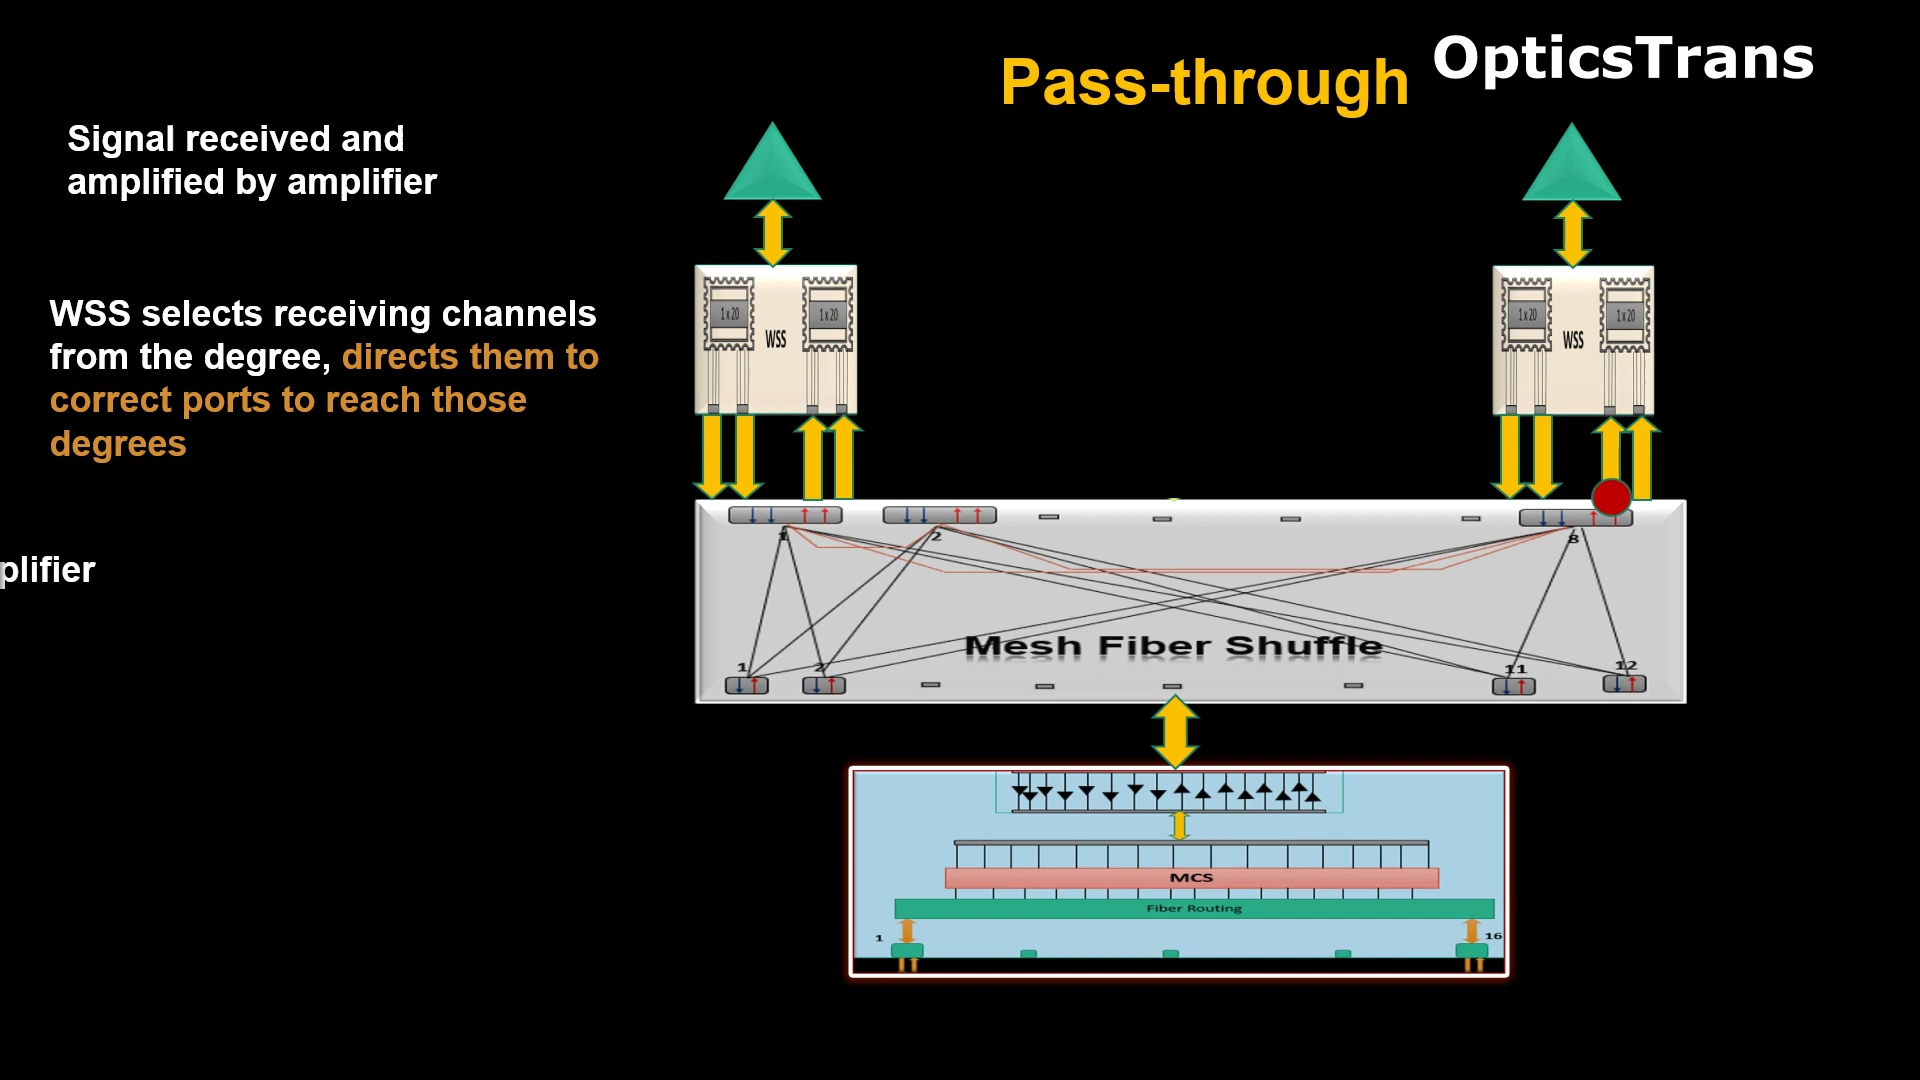 Pass-through
OpticsTrans
Signal received and
amplified by amplifier
WSS selects receiving channels
from the degree, directs them to
correct ports to reach those
degrees
plifier
1x20
WSS
1x20
1x20
WSS
1x20
1
2
8
Mesh Fiber Shuffle
1
2
11
12
MCS
Fiber Routing
1
16